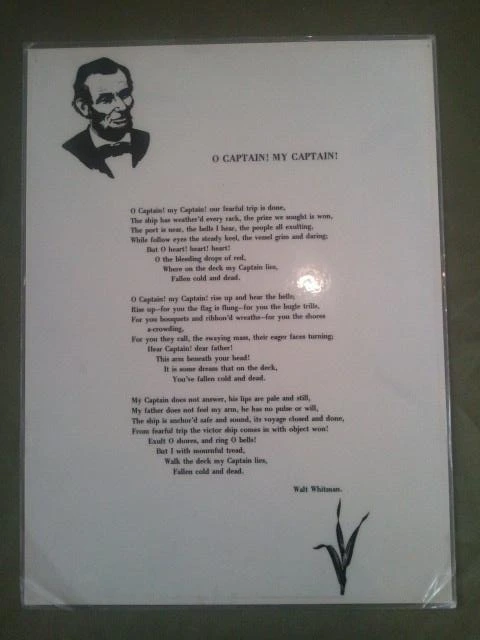 O CAPTAIN! MY CAPTAIN!
O Captain! my Captain! our fearful trip is done,
The ship has weather'd every rack, the prize we sought is won,
The port is near, the bells I hear, the people all exulting,
While follow eyes the steady keel, the vessel grim and daring;
But O heart! heart! heart!
O the bleeding drops of red,
Where on the deck my Captain lies,
Fallen cold and dead.
O Captain! my Captain! rise up and hear the bells;
Rise up—for you the flag is flung—for you the bugle trills,
For you bouquets and ribbon'd wreaths—for you the shores
a-crowding,
For you they call, the swaying mass, their eager faces turning;
Hear Captain! dear father!
This arm beneath your head!
It is some dream that on the deck,
You've fallen cold and dead.
My Captain does not answer, his lips are pale and still,
My father does not feel my arm, he has no pulse or will,
The ship is anchor'd safe and sound, its voyage closed and done,
From fearful trip the victor ship comes in with object won!
Exult O shores, and ring O bells!
But I with mournful tread,
Walk the deck my Captain lies,
Fallen cold and dead.
Walt Whitman.